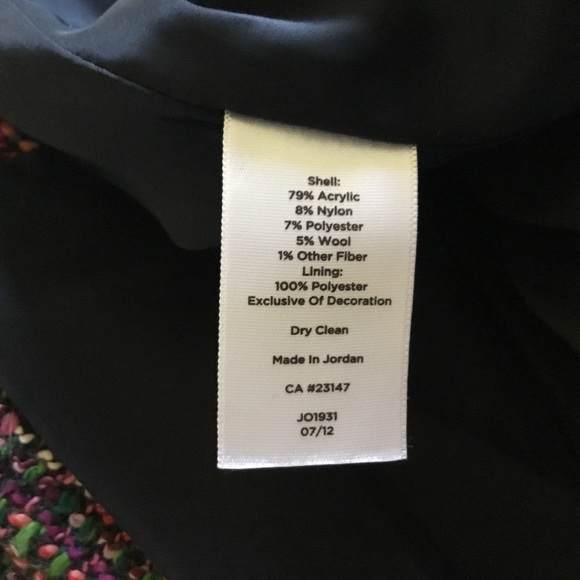 Shell:
79% Acrylic
8% Nylon
7% Polyester
5% Wool
1% Other Fiber
Lining:
100% Polyester
Exclusive Of Decoration
Dry Clean
Made In Jordan
CA #23147
JO1931
07/12